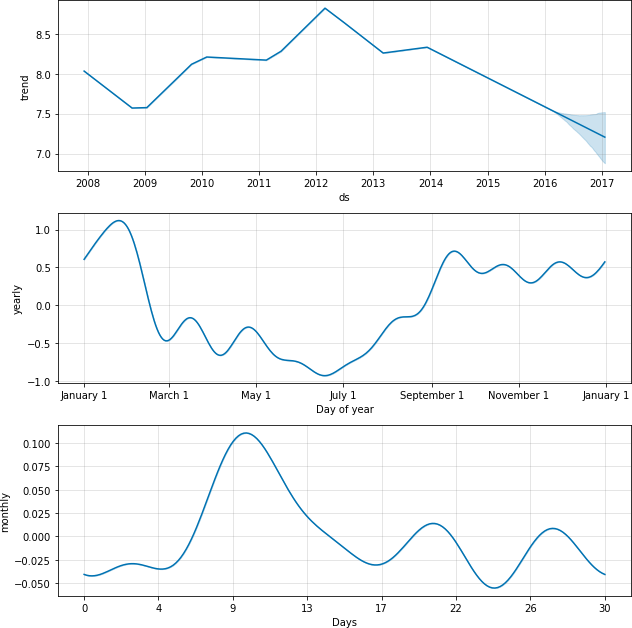 trend
8.5
8.0
7.5
7.0
2008 2009 2010 2011 2012 2013 2014 2015 2016 2017
ds
yearly
1.0
0.5
0.0
−0.5
−1.0
January 1 March 1 May 1 July 1 September 1 November 1 January 1
Day of year
monthly
0.100
0.075
0.050
0.025
0.000
−0.025
−0.050
0 4 9 13 17 22 26 30
Days